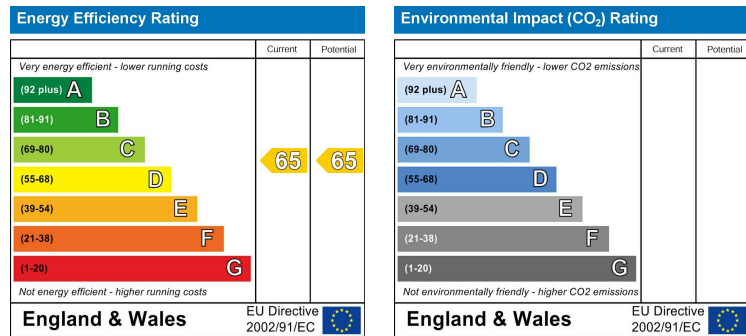 Energy Efficiency Rating
Current Potential
Very energy efficient - lower running costs
(92 plus) A
(81-91) B
(69-80) C
65 65
(55-68) D
(39-54) E
(21-38) F
(1-20) G
Not energy efficient - higher running costs
England & Wales
EU Directive
2002/91/EC
Environmental Impact (CO₂) Rating
Current Potential
Very environmentally friendly - lower CO2 emissions
(92 plus) A
(81-91) B
(69-80) C
(55-68) D
(39-54) E
(21-38) F
(1-20) G
Not environmentally friendly - higher CO2 emissions
England & Wales
EU Directive
2002/91/EC